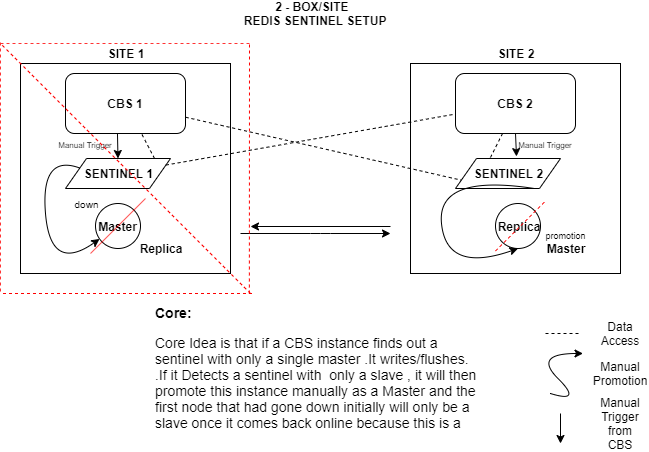 2 - BOX/SITE
REDIS SENTINEL SETUP
SITE 1
SITE 2
CBS 1
CBS 2
Manual Trigger
Manual Trigger
SENTINEL 1
SENTINEL 2
down
Master
Replica
Replica
promotion
Master
Core:
Core Idea is that if a CBS instance finds out a
sentinel with only a single master .It writes/flushes.
.If it Detects a sentinel with only a slave , it will then
promote this instance manually as a Master and the
first node that had gone down initially will only be a
slave once it comes back online because this is a
Data
Access
Manual
Promotion
Manual
Trigger
from
CBS